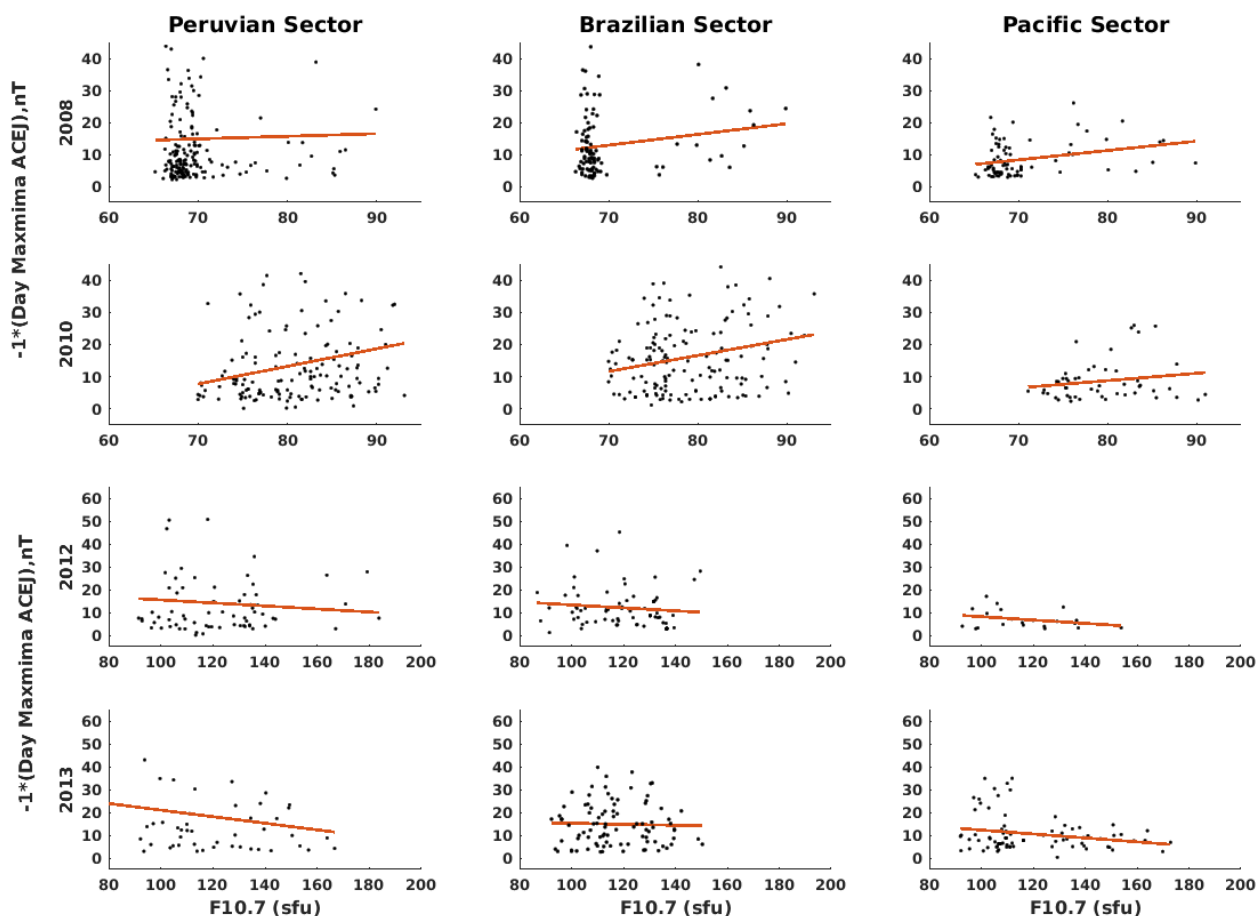 Peruvian Sector Brazilian Sector Pacific Sector
-1*(Day Maxmima ACEJ),nT
2008
40 40 40
30 30 30
20 20 20
10 10 10
0 0 0
60 70 80 90 60 70 80 90 60 70 80 90
2010
40 40 40
30 30 30
20 20 20
10 10 10
0 0 0
60 70 80 90 60 70 80 90 60 70 80 90
-1*(Day Maxmima ACEJ),nT
2012
60 60 60
50 50 50
40 40 40
30 30 30
20 20 20
10 10 10
0 0 0
80 100 120 140 160 180 200 80 100 120 140 160 180 200 80 100 120 140 160 180 200
2013
60 60 60
50 50 50
40 40 40
30 30 30
20 20 20
10 10 10
0 0 0
80 100 120 140 160 180 200 80 100 120 140 160 180 200 80 100 120 140 160 180 200
F10.7 (sfu) F10.7 (sfu) F10.7 (sfu)